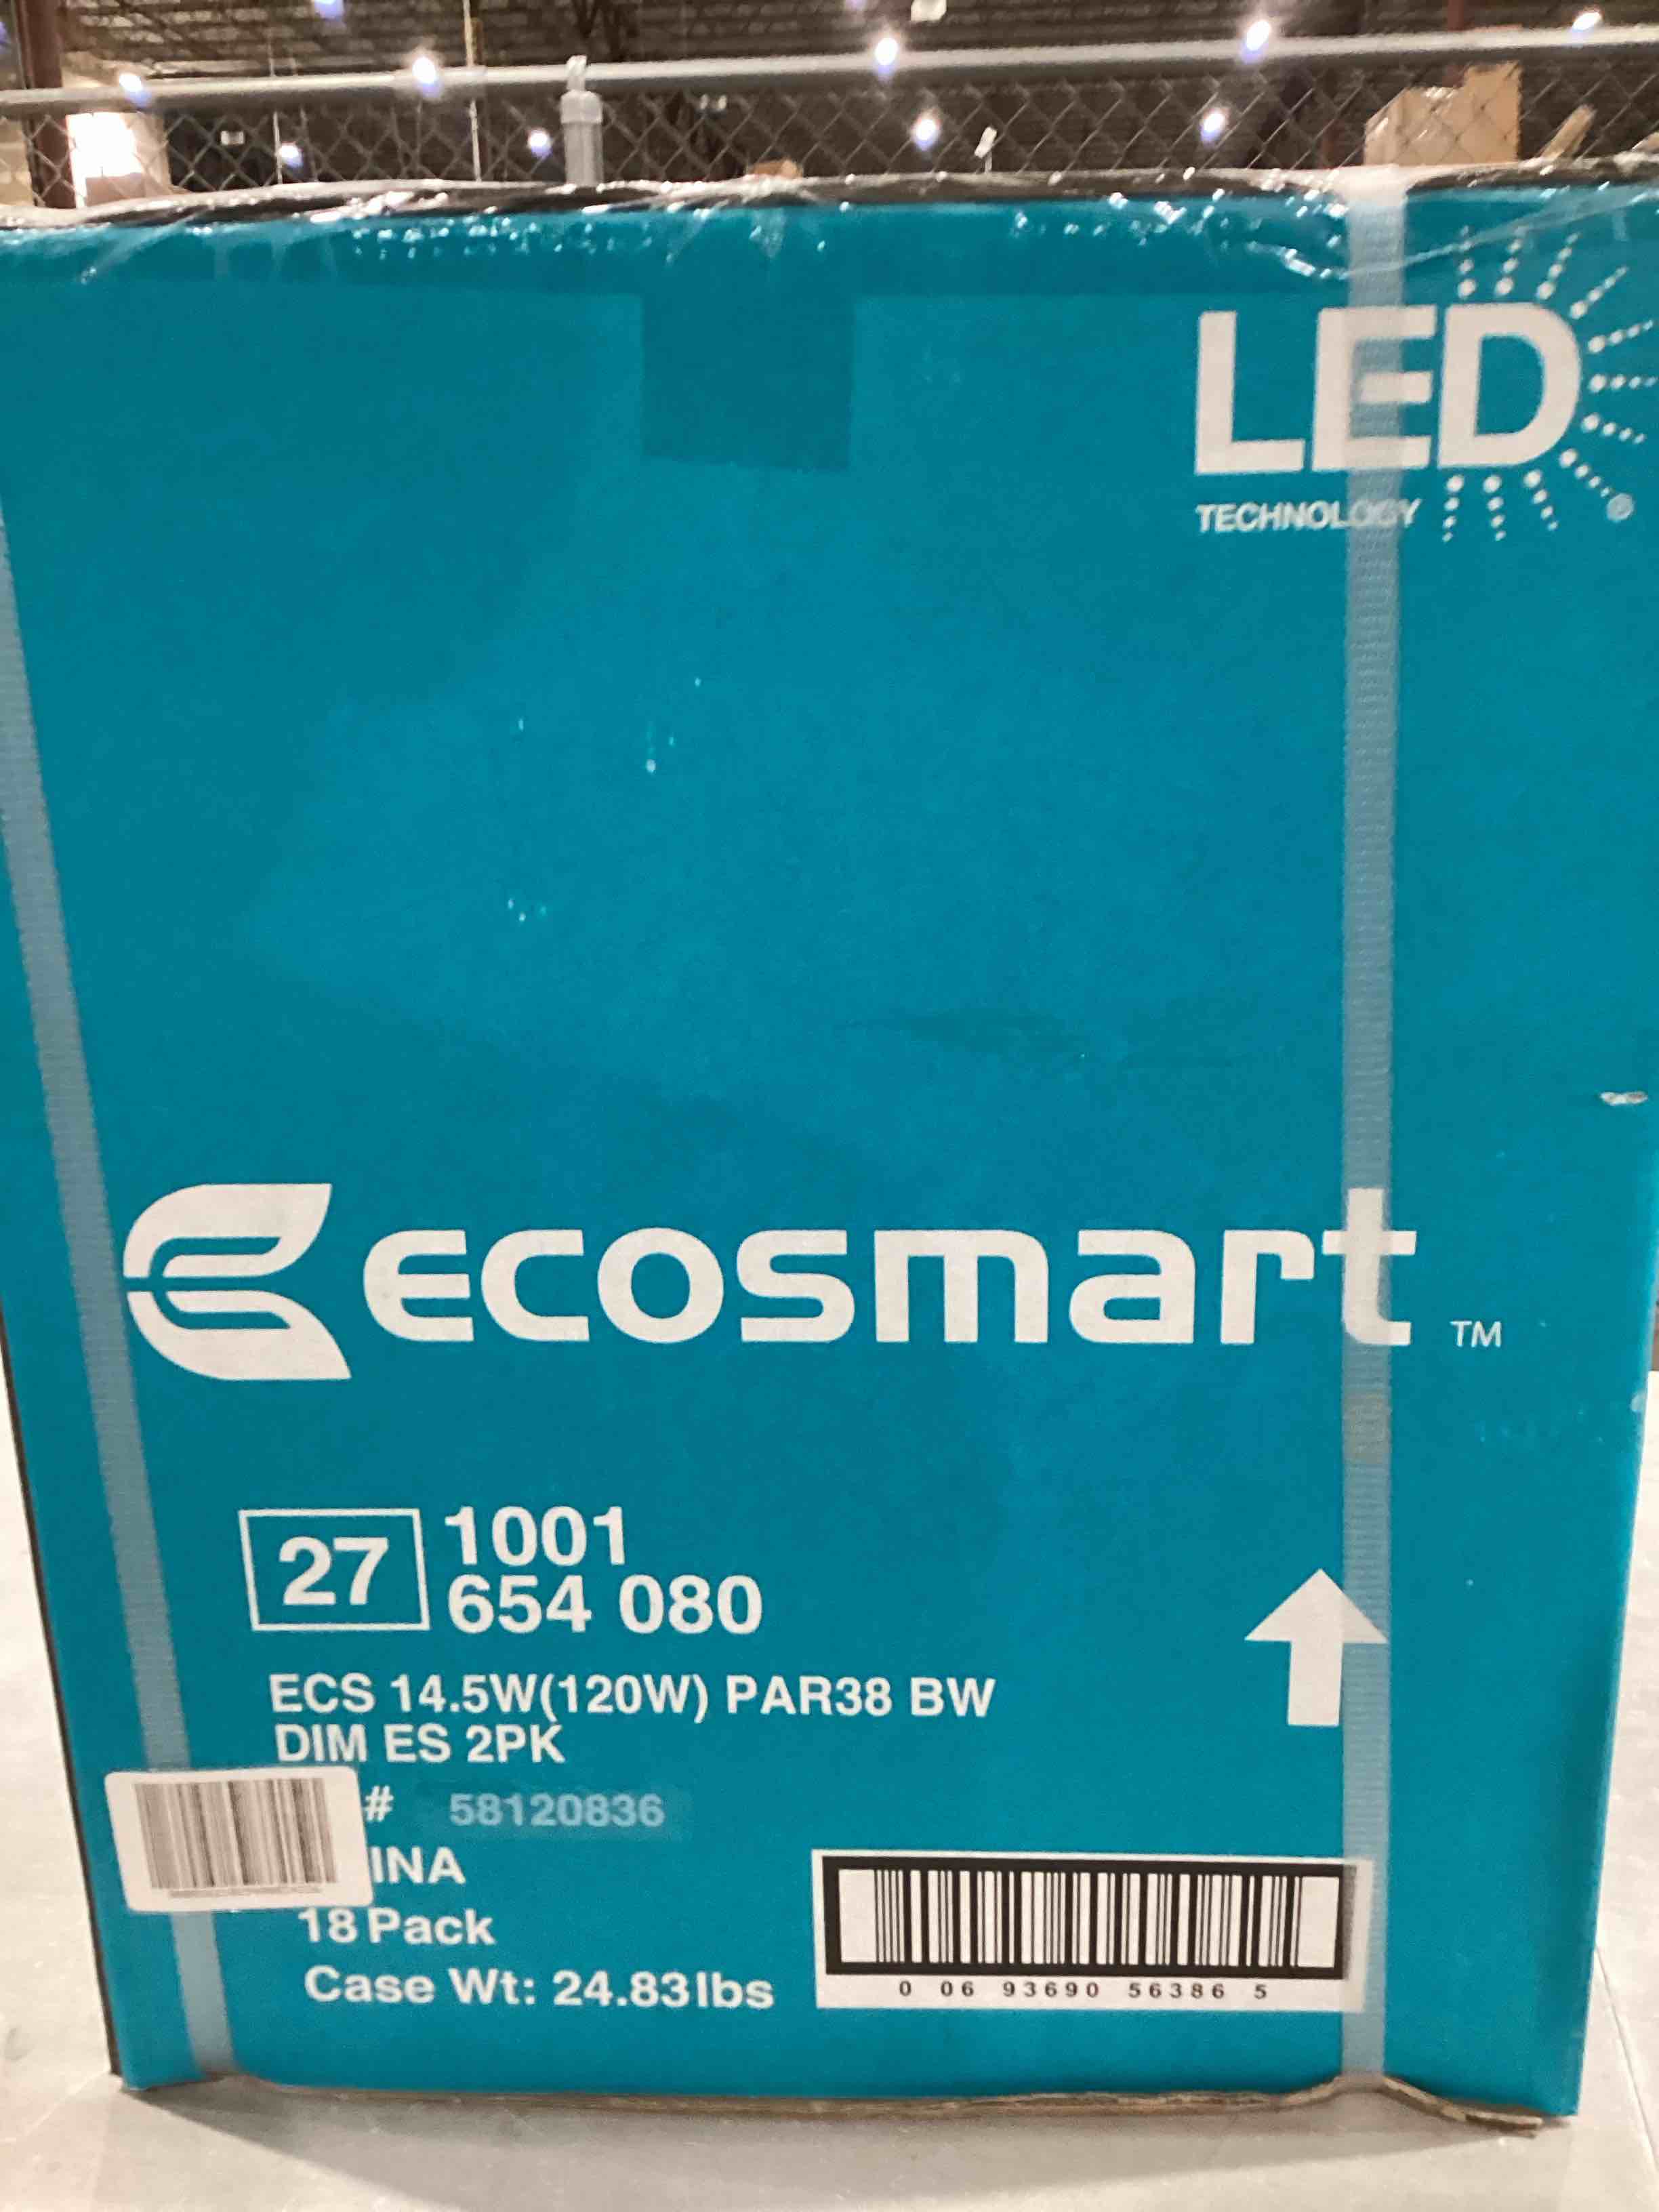 LED
TECHNOLOGY ®
ecosmart ™
27 1001
654 080
ECS 14.5W(120W) PAR38 BW
DIM ES 2PK
# 58120836
INA
18 Pack
Case Wt: 24.83lbs
0 06 93690 56386 5